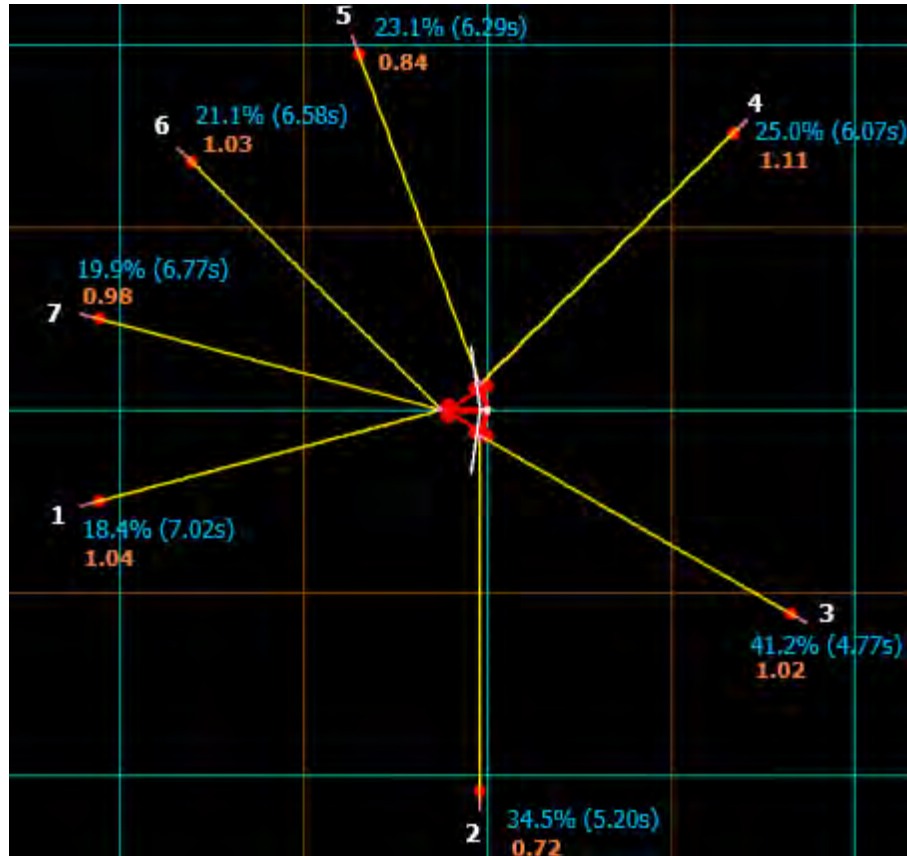 5
23.1% (6.29s)
0.84
4
25.0% (6.07s)
1.11
6
21.1% (6.58s)
1.03
19.9% (6.77s)
0.98
7
1
18.4% (7.02s)
1.04
3
41.2% (4.77s)
1.02
2
34.5% (5.20s)
0.72